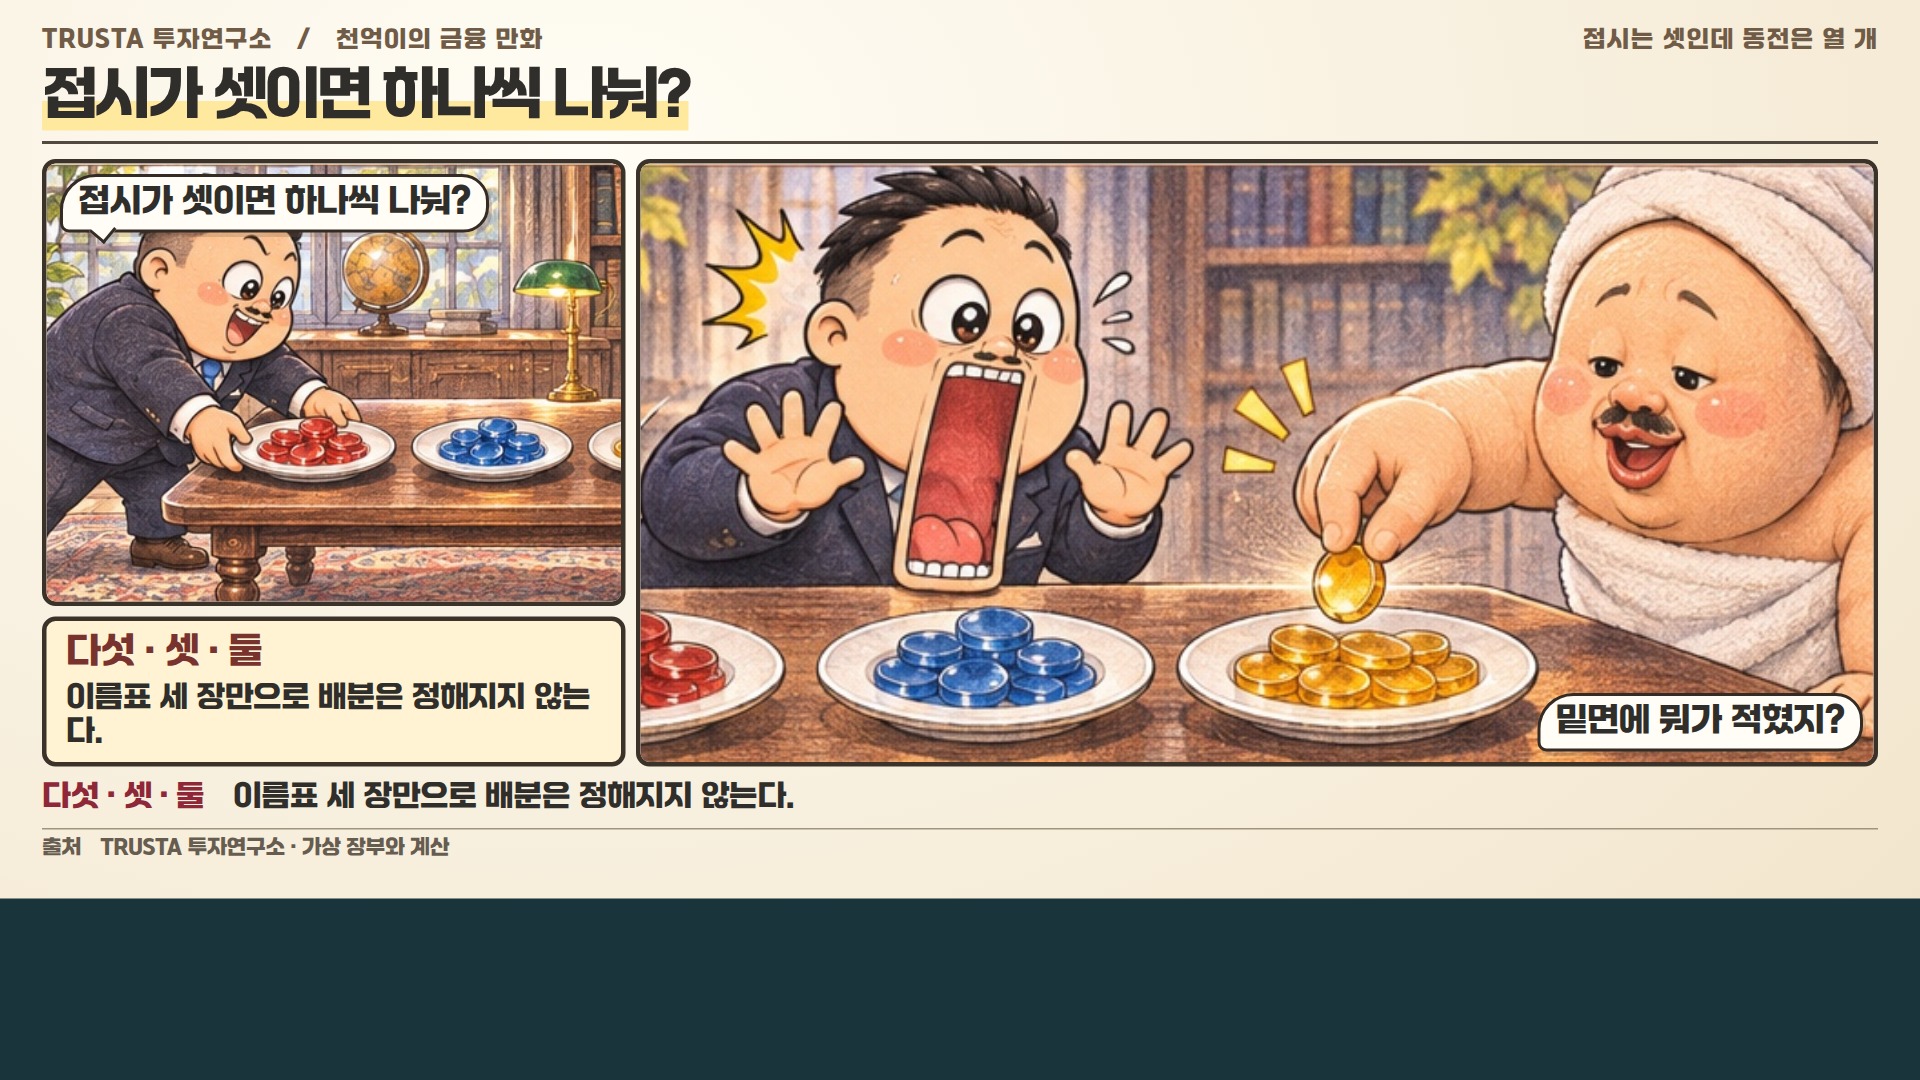 TRUSTA 투자연구소 / 천억이의 금융 만화
접시는 셋인데 동전은 열 개
접시가 셋이면 하나씩 나눠?
접시가 셋이면 하나씩 나눠?
다섯 · 셋 · 둘
이름표 세 장만으로 배분은 정해지지 않는
다.
밑면에 뭐가 적혔지?
다섯 · 셋 · 둘 이름표 세 장만으로 배분은 정해지지 않는다.
출처 TRUSTA 투자연구소 · 가상 장부와 계산